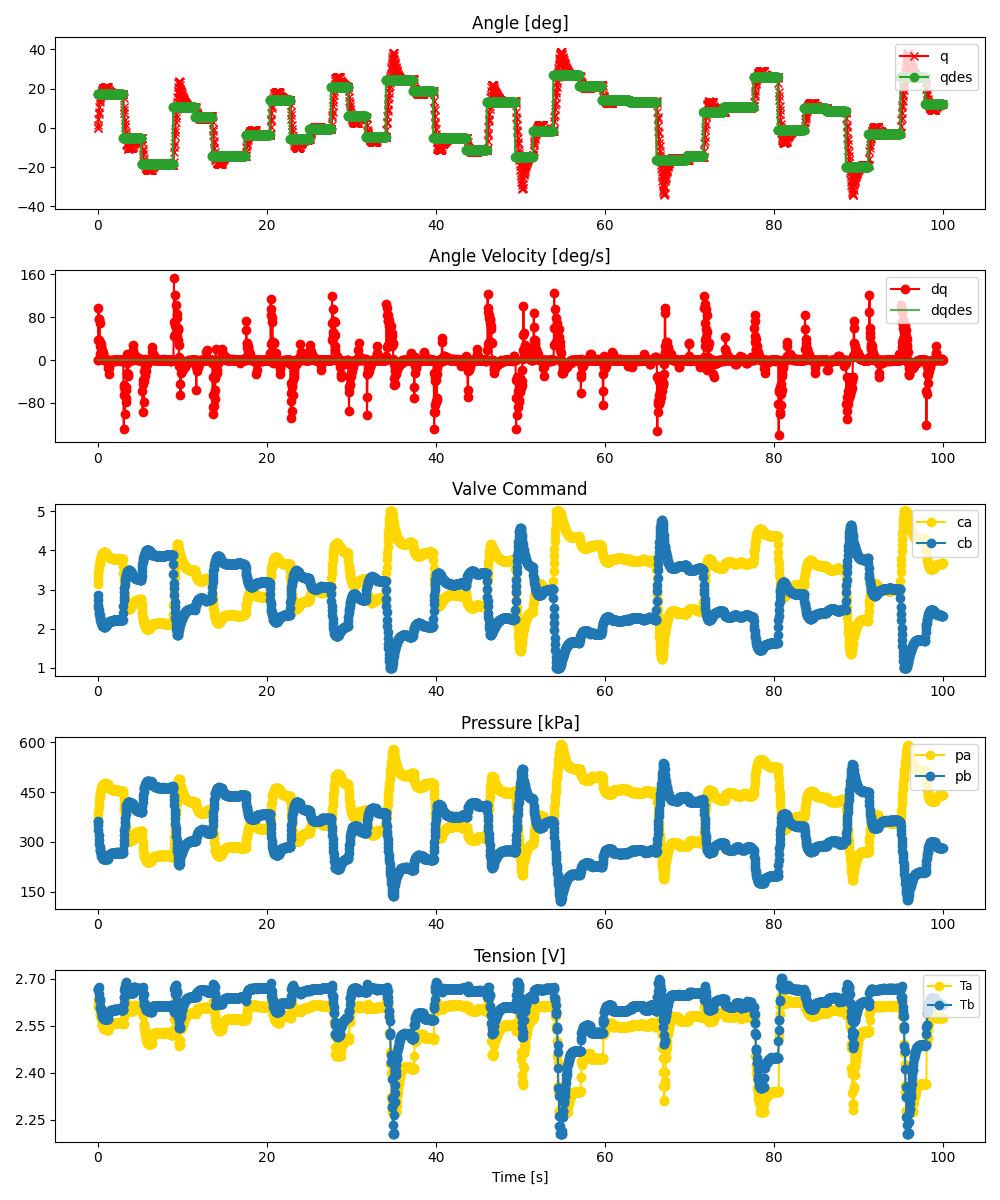 Angle [deg]
40
20
0
−20
−40
q
qdes
0 20 40 60 80 100
Angle Velocity [deg/s]
160
80
0
−80
dq
dqdes
0 20 40 60 80 100
Valve Command
5
4
3
2
1
ca
cb
0 20 40 60 80 100
Pressure [kPa]
600
450
300
150
pa
pb
0 20 40 60 80 100
Tension [V]
2.70
2.55
2.40
2.25
Ta
Tb
0 20 40 60 80 100
Time [s]